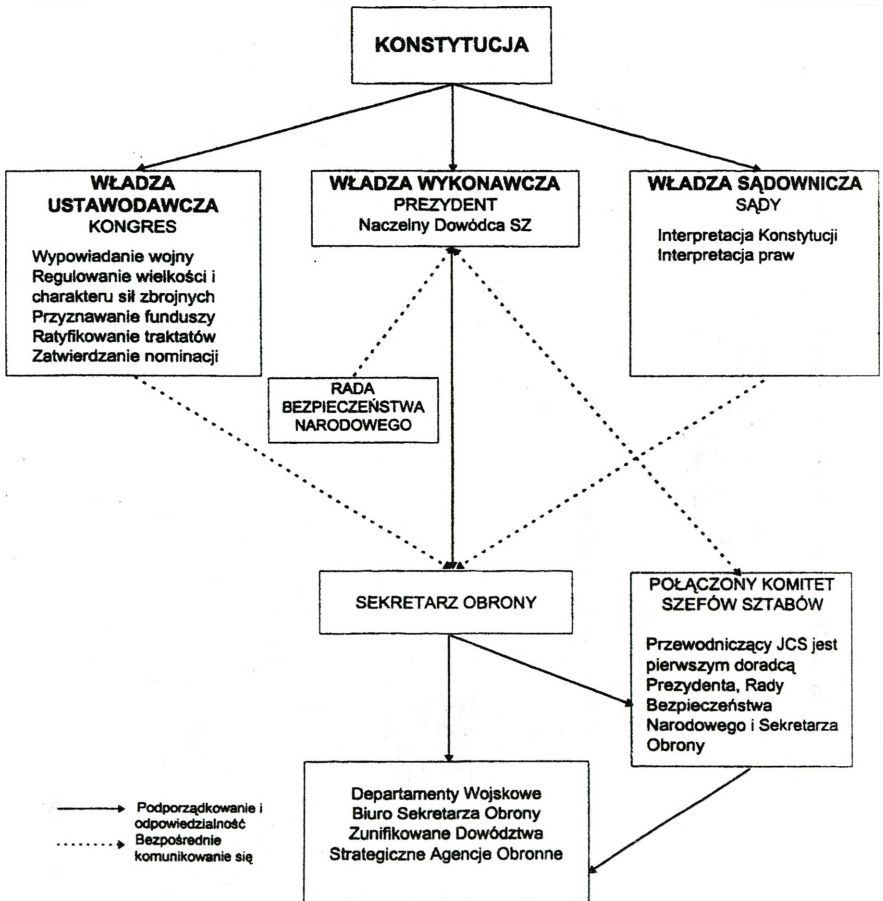 KONSTYTUCJA
WŁADZA
USTAWODAWCZA
KONGRES
Wypowiadanie wojny
Regulowanie wielkości i
charakteru sił zbrojnych
Przyznawanie funduszy
Ratyfikowanie traktatów
Zatwierdzanie nominacji
WŁADZA WYKONAWCZA
PREZYDENT
Naczelny Dowódca SZ
WŁADZA SĄDOWNICZA
SĄDY
Interpretacja Konstytucji
Interpretacja praw
RADA
BEZPIECZEŃSTWA
NARODOWEGO
SEKRETARZ OBRONY
POŁĄCZONY KOMITET
SZEFÓW SZTABÓW
Przewodniczący JCS jest
pierwszym doradcą
Prezydenta, Rady
Bezpieczeństwa
Narodowego i Sekretarza
Obrony
Departamenty Wojskowe
Biuro Sekretarza Obrony
Zunifikowane Dowództwa
Strategiczne Agencje Obronne
Podporządkowanie i
odpowiedzialność
Bezpośrednie
komunikowanie się